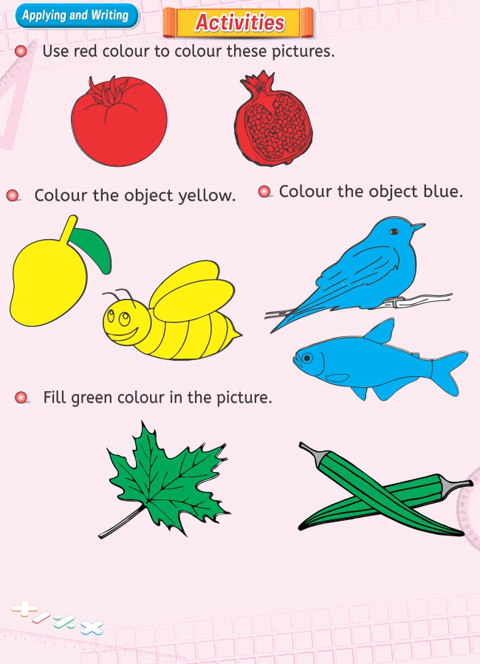 Applying and Writing
Activities
Use red colour to colour these pictures.
Colour the object yellow.
Colour the object blue.
Fill green colour in the picture.